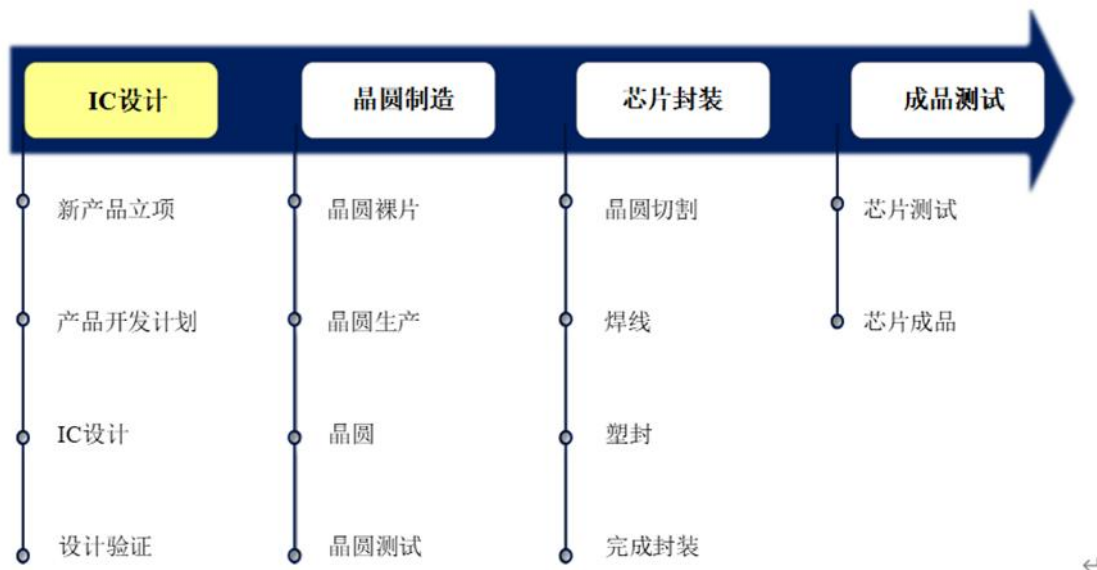 IC设计
晶圆制造
芯片封装
成品测试
新产品立项
晶圆裸片
晶圆切割
芯片测试
产品开发计划
晶圆生产
焊线
芯片成品
IC设计
晶圆
塑封
设计验证
晶圆测试
完成封装